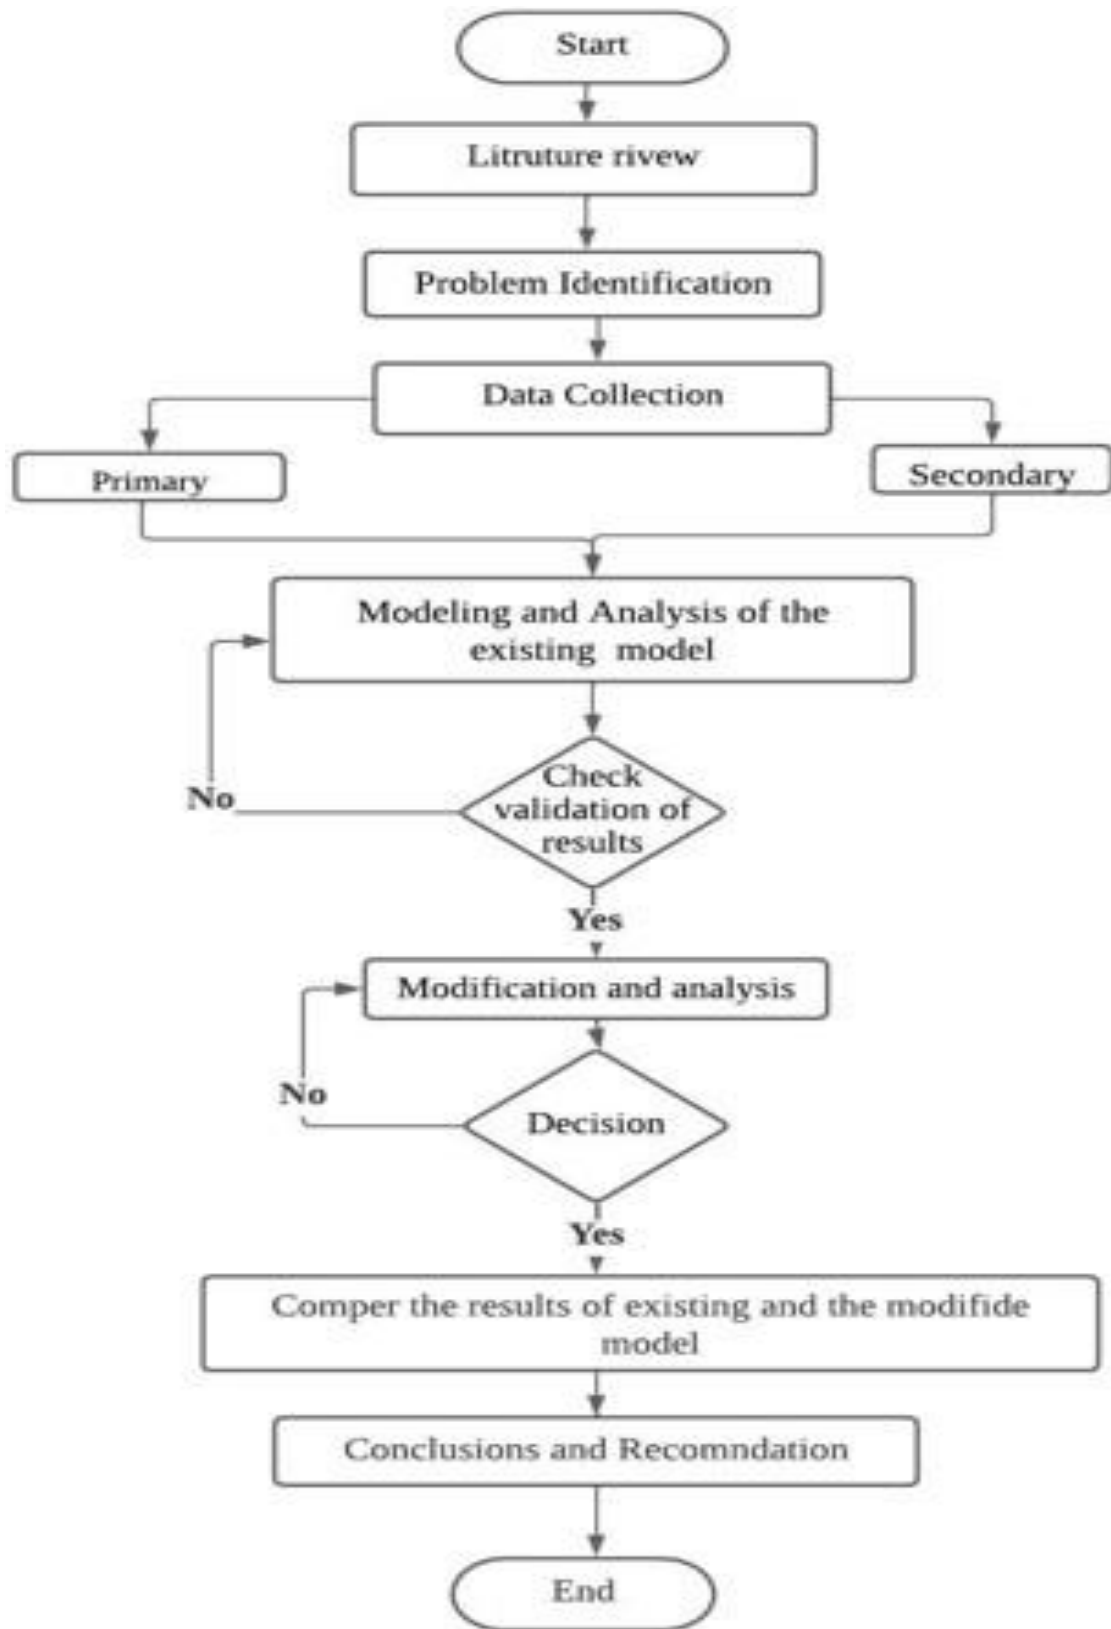 Start
Litruture rivew
Problem Identification
Data Collection
Primary
Secondary
Modeling and Analysis of the
existing model
Check
validation of
results
No
Yes
Modification and analysis
No
Decision
Yes
Comper the results of existing and the modifide
model
Conclusions and Recomndation
End